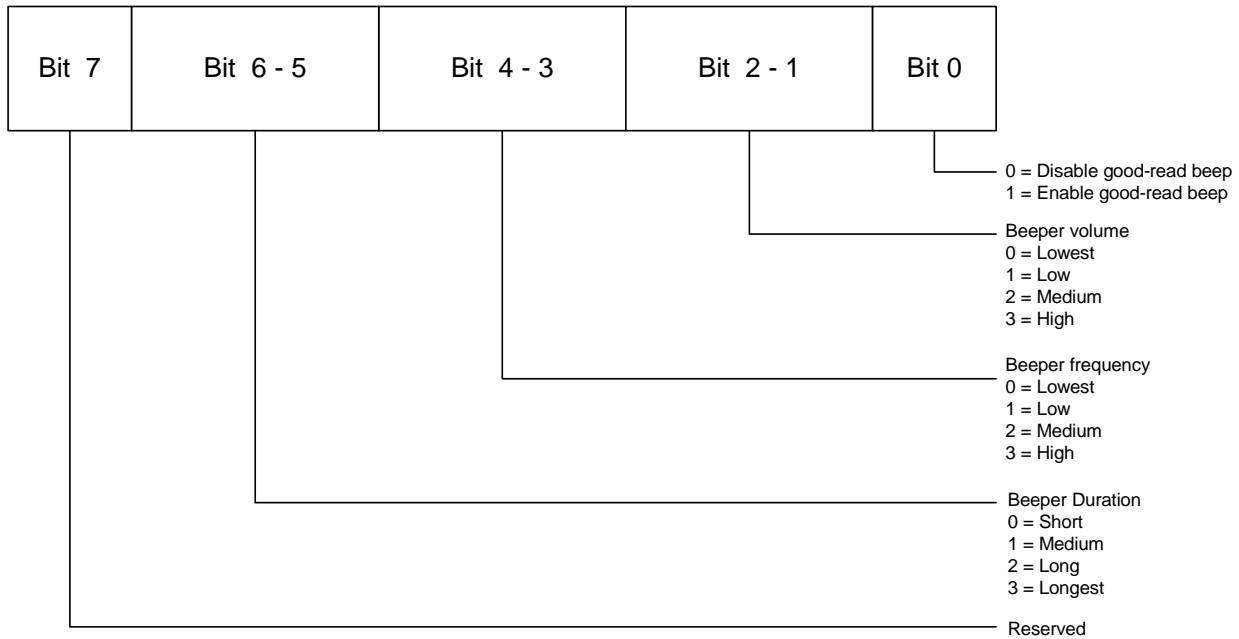 Bit 7 Bit 6 - 5 Bit 4 - 3 Bit 2 - 1 Bit 0
0 = Disable good-read beep
1 = Enable good-read beep
Beeper volume
0 = Lowest
1 = Low
2 = Medium
3 = High
Beeper frequency
0 = Lowest
1 = Low
2 = Medium
3 = High
Beeper Duration
0 = Short
1 = Medium
2 = Long
3 = Longest
Reserved